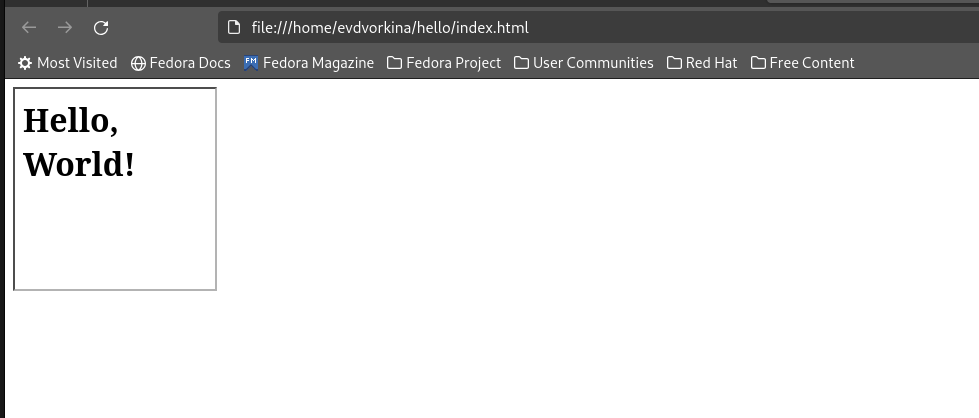 file:///home/evdvorkina/hello/index.html
Most Visited Fedora Docs FM Fedora Magazine Fedora Project User Communities Red Hat Free Content
Hello,
World!